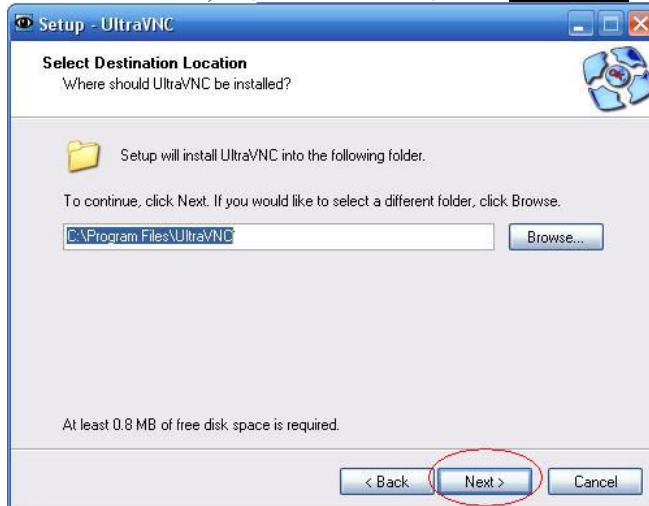 Setup - UltraVNC
Select Destination Location
Where should UltraVNC be installed?
Setup will install UltraVNC into the following folder.
To continue, click Next. If you would like to select a different folder, click Browse.
C:\Program Files\UltraVNC
Browse...
At least 0.8 MB of free disk space is required.
< Back
Next >
Cancel